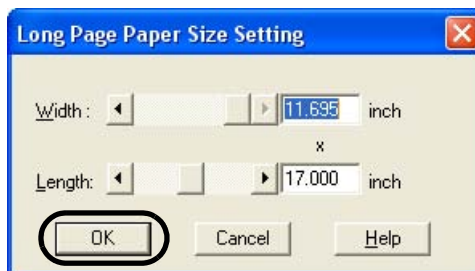 Long Page Paper Size Setting
Width : 11.695 inch
x
Length: 17.000 inch
OK Cancel Help